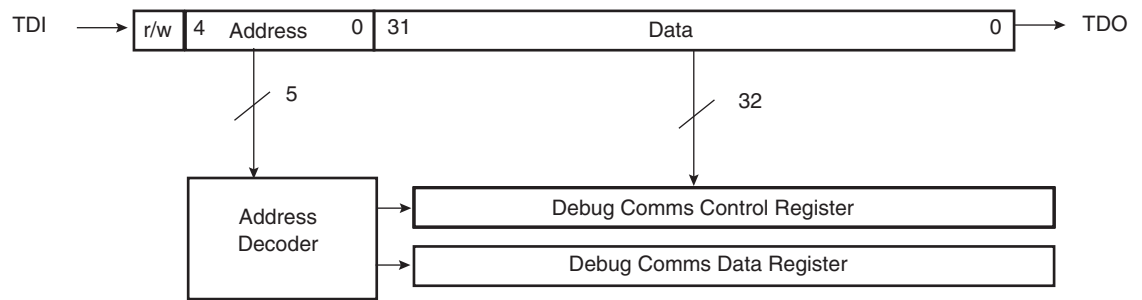 TDI r/w 4 Address 0 31 Data 0 TDO
5 32
Address
Decoder
Debug Comms Control Register
Debug Comms Data Register